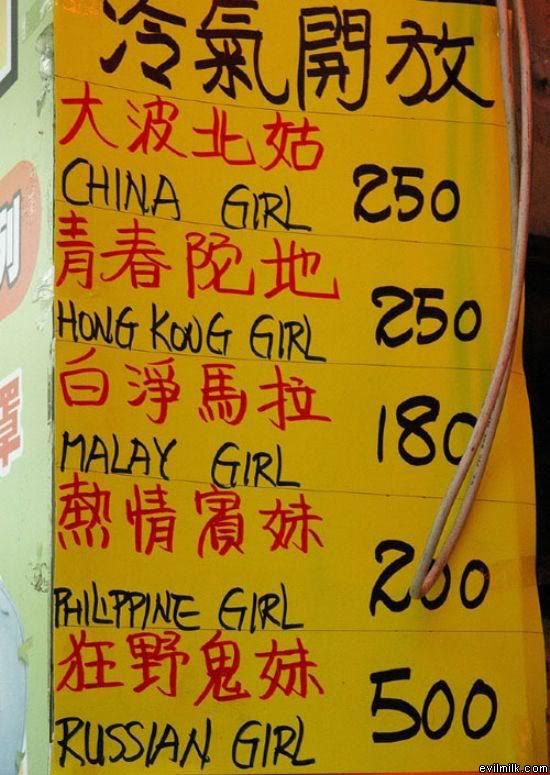 冷氣開放
大波北姑
CHINA GIRL 250
青春陀地
HONG KONG GIRL 250
白淨馬拉
MALAY GIRL 180
熱情賓妹
PHILIPPINE GIRL 200
狂野鬼妹
RUSSIAN GIRL 500
evilmilk.com